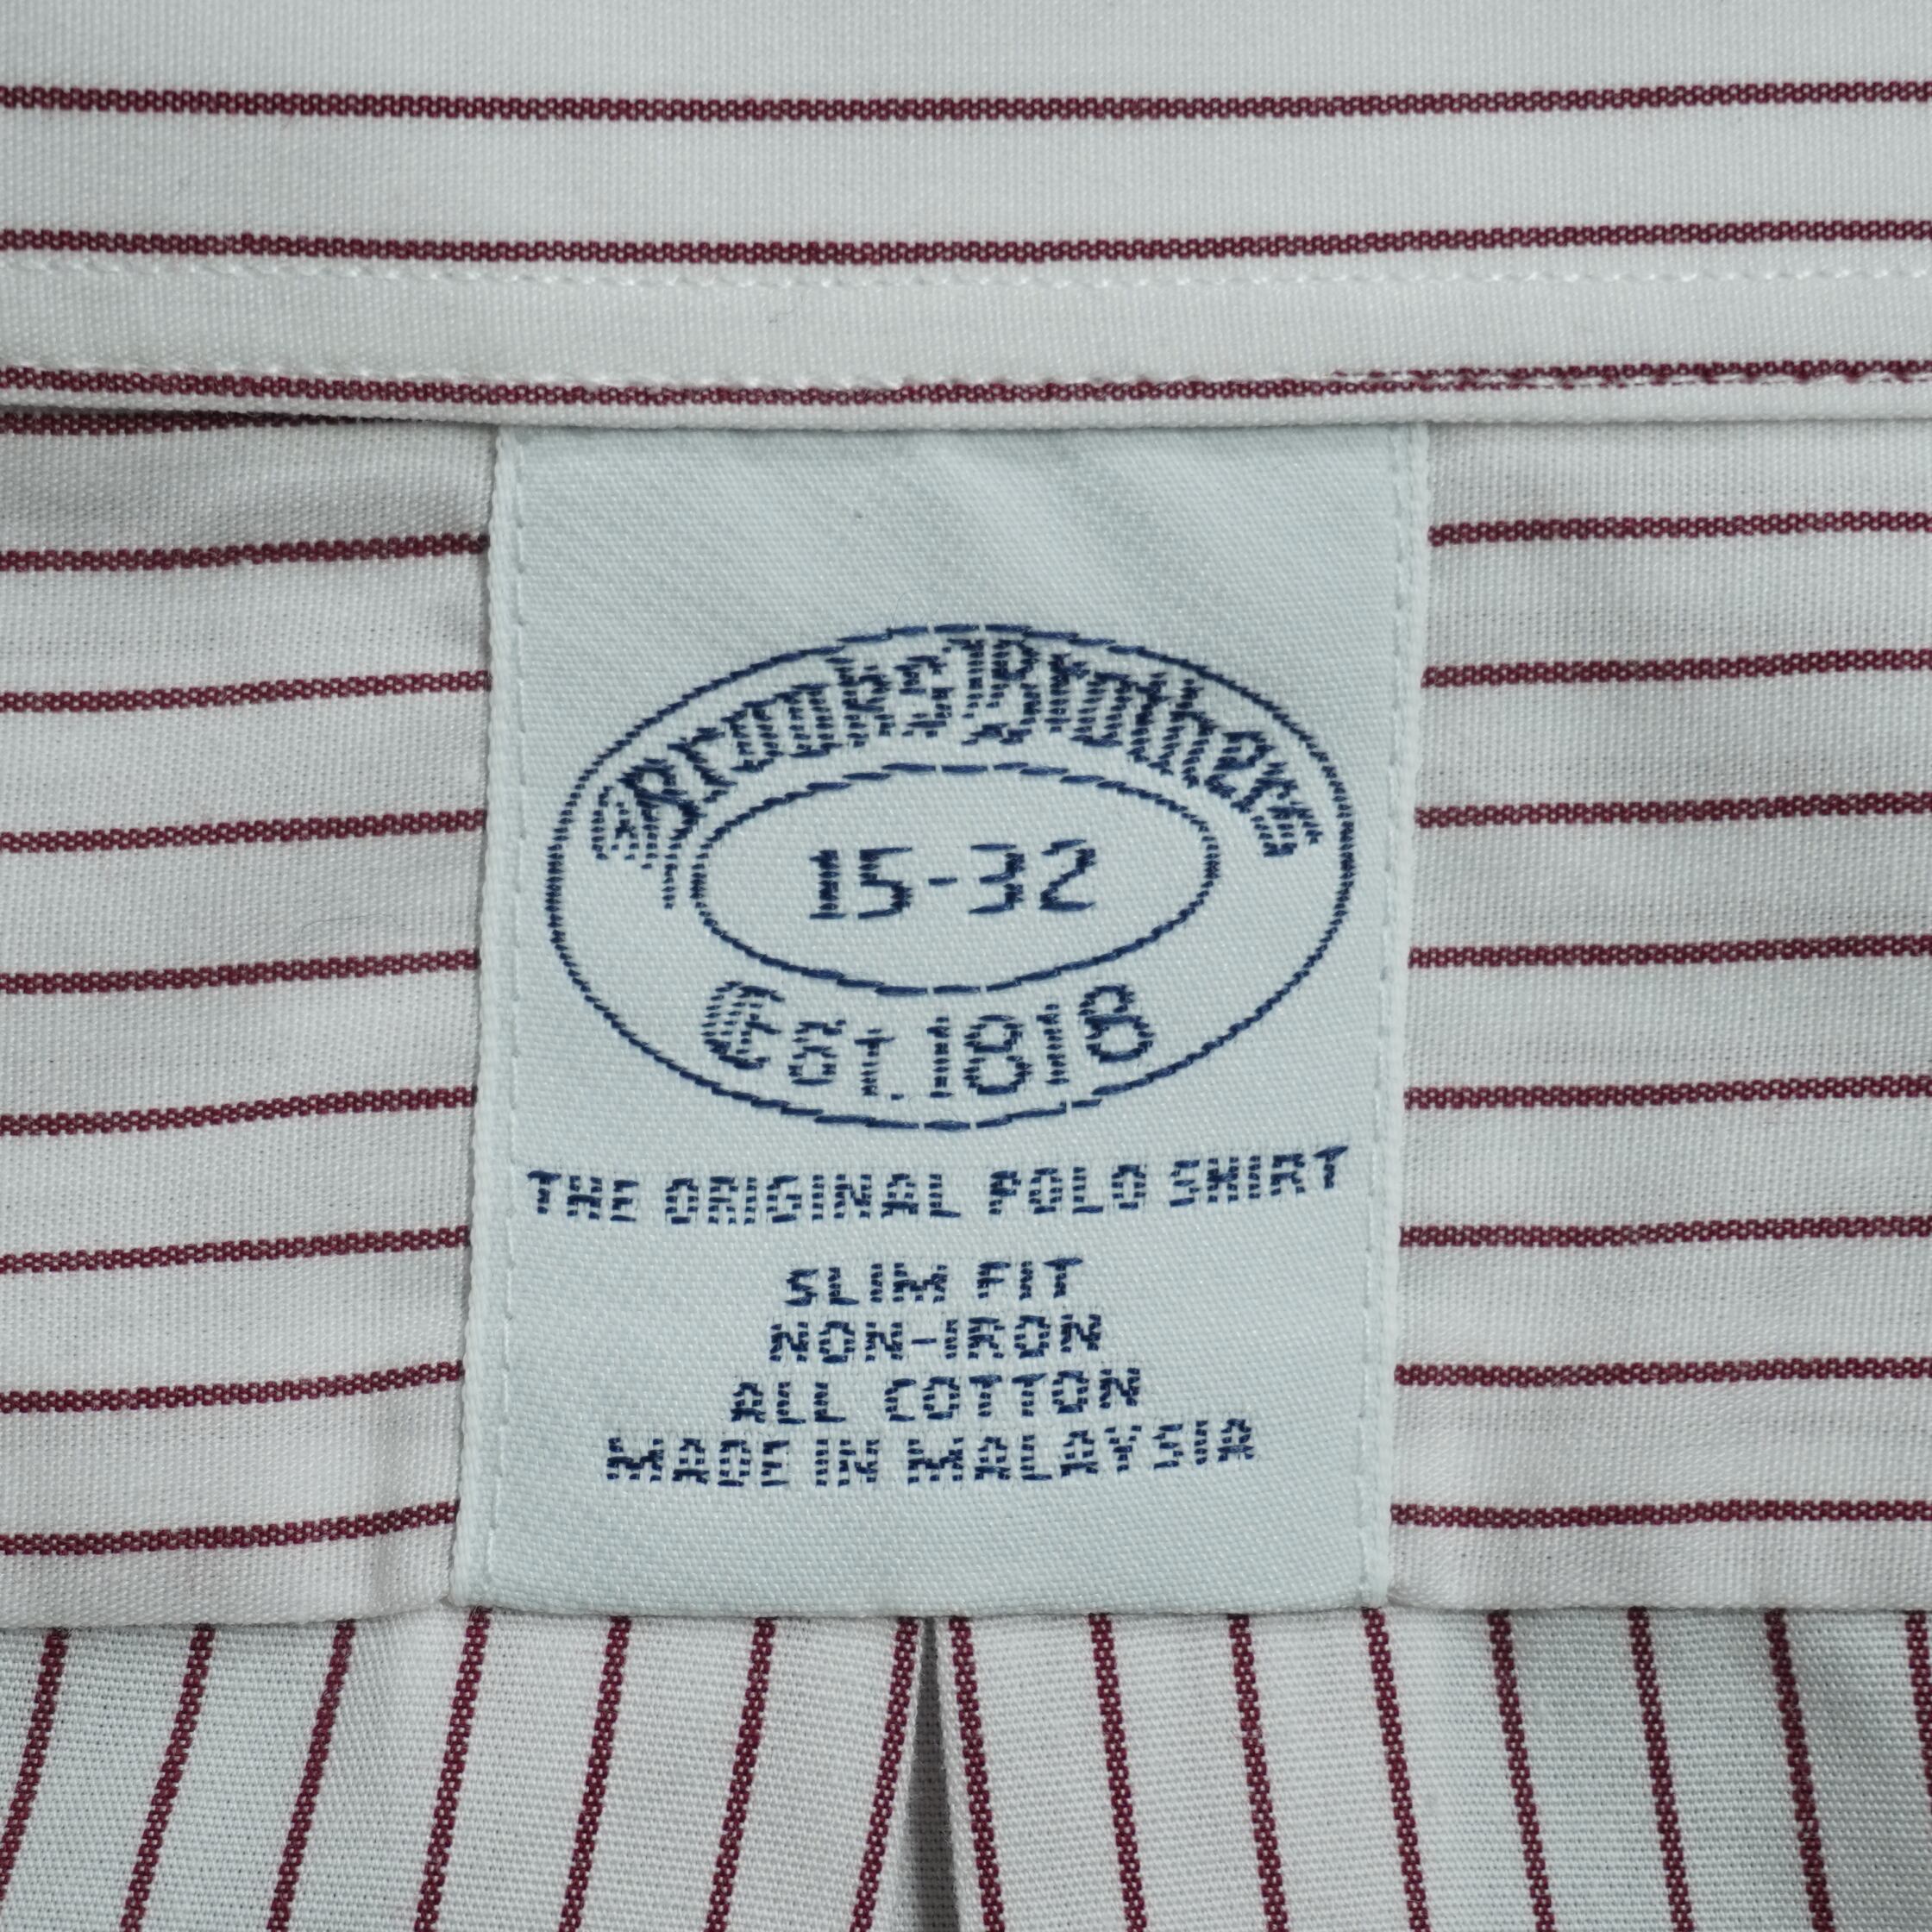 Brooks Brothers
15-32
Est. 1818
THE ORIGINAL POLO SHIRT
SLIM FIT
NON-IRON
ALL COTTON
MADE IN MALAYSIA